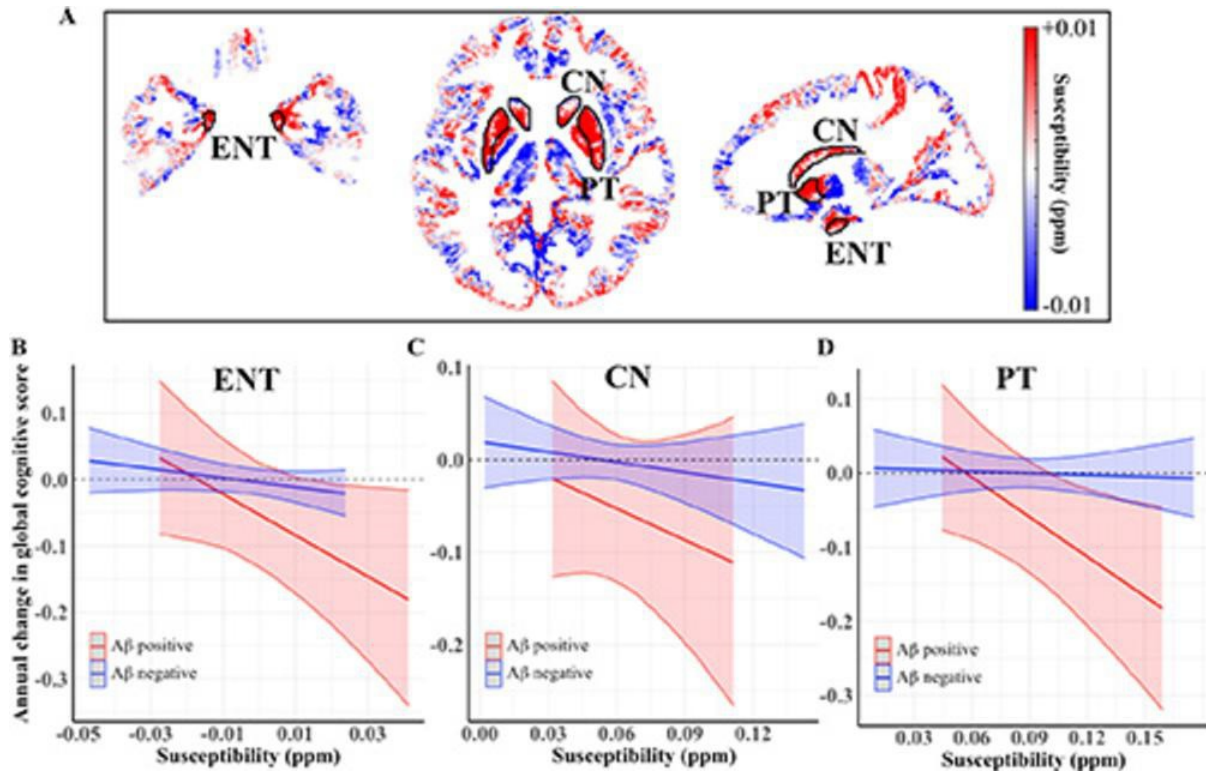 A
ENT
CN
PT
CN
PT
ENT
+0.01
Susceptibility (ppm)
-0.01
B
ENT
C
CN
D
PT
Annual change in global cognitive score
0.1
0.0
-0.1
-0.2
-0.3
Aβ positive
Aβ negative
-0.05 -0.03 -0.01 0.01 0.03
Susceptibility (ppm)
0.1
0.0
-0.1
-0.2
Aβ positive
Aβ negative
0.00 0.03 0.06 0.09 0.12
Susceptibility (ppm)
0.1
0.0
-0.1
-0.2
-0.3
Aβ positive
Aβ negative
0.03 0.06 0.09 0.12 0.15
Susceptibility (ppm)